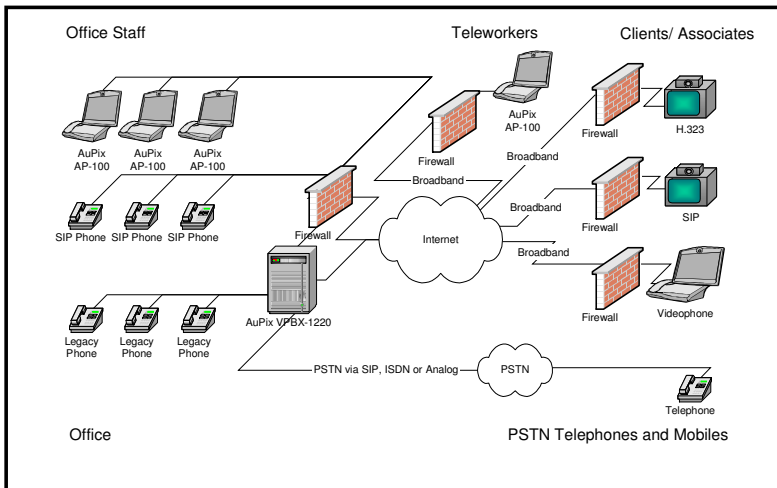 Office Staff
Teleworkers
Clients/ Associates
AuPix
AP-100
AuPix
AP-100
AuPix
AP-100
AuPix
AP-100
Firewall
Firewall
H.323
Broadband
Broadband
SIP Phone
SIP Phone
SIP Phone
Firewall
Broadband
Firewall
SIP
Internet
Broadband
AuPix VPBX-1220
Firewall
Videophone
Legacy
Phone
Legacy
Phone
Legacy
Phone
PSTN via SIP, ISDN or Analog
PSTN
Telephone
Office
PSTN Telephones and Mobiles